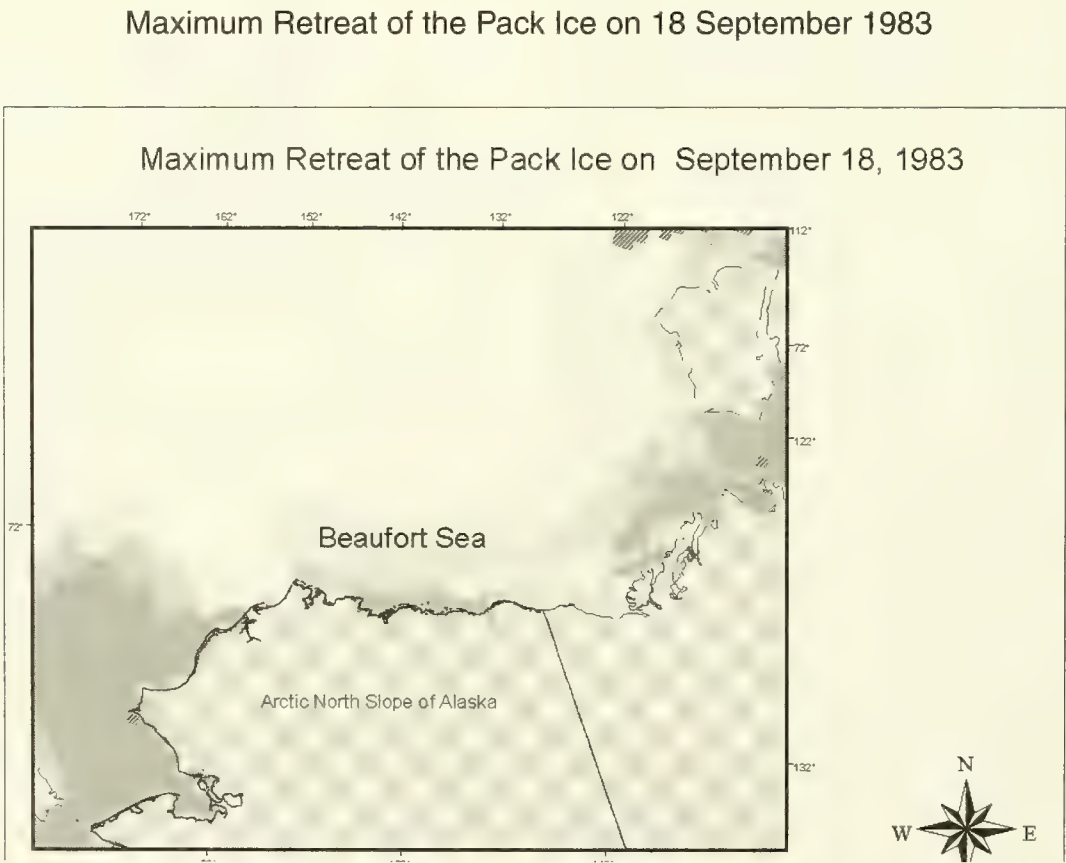 Maximum Retreat of the Pack Ice on 18 September 1983
Maximum Retreat of the Pack Ice on September 18, 1983
172° 162° 152° 142° 132° 122°
112°
72°
122°
72°
Beaufort Sea
Arctic North Slope of Alaska
132°
N
W E